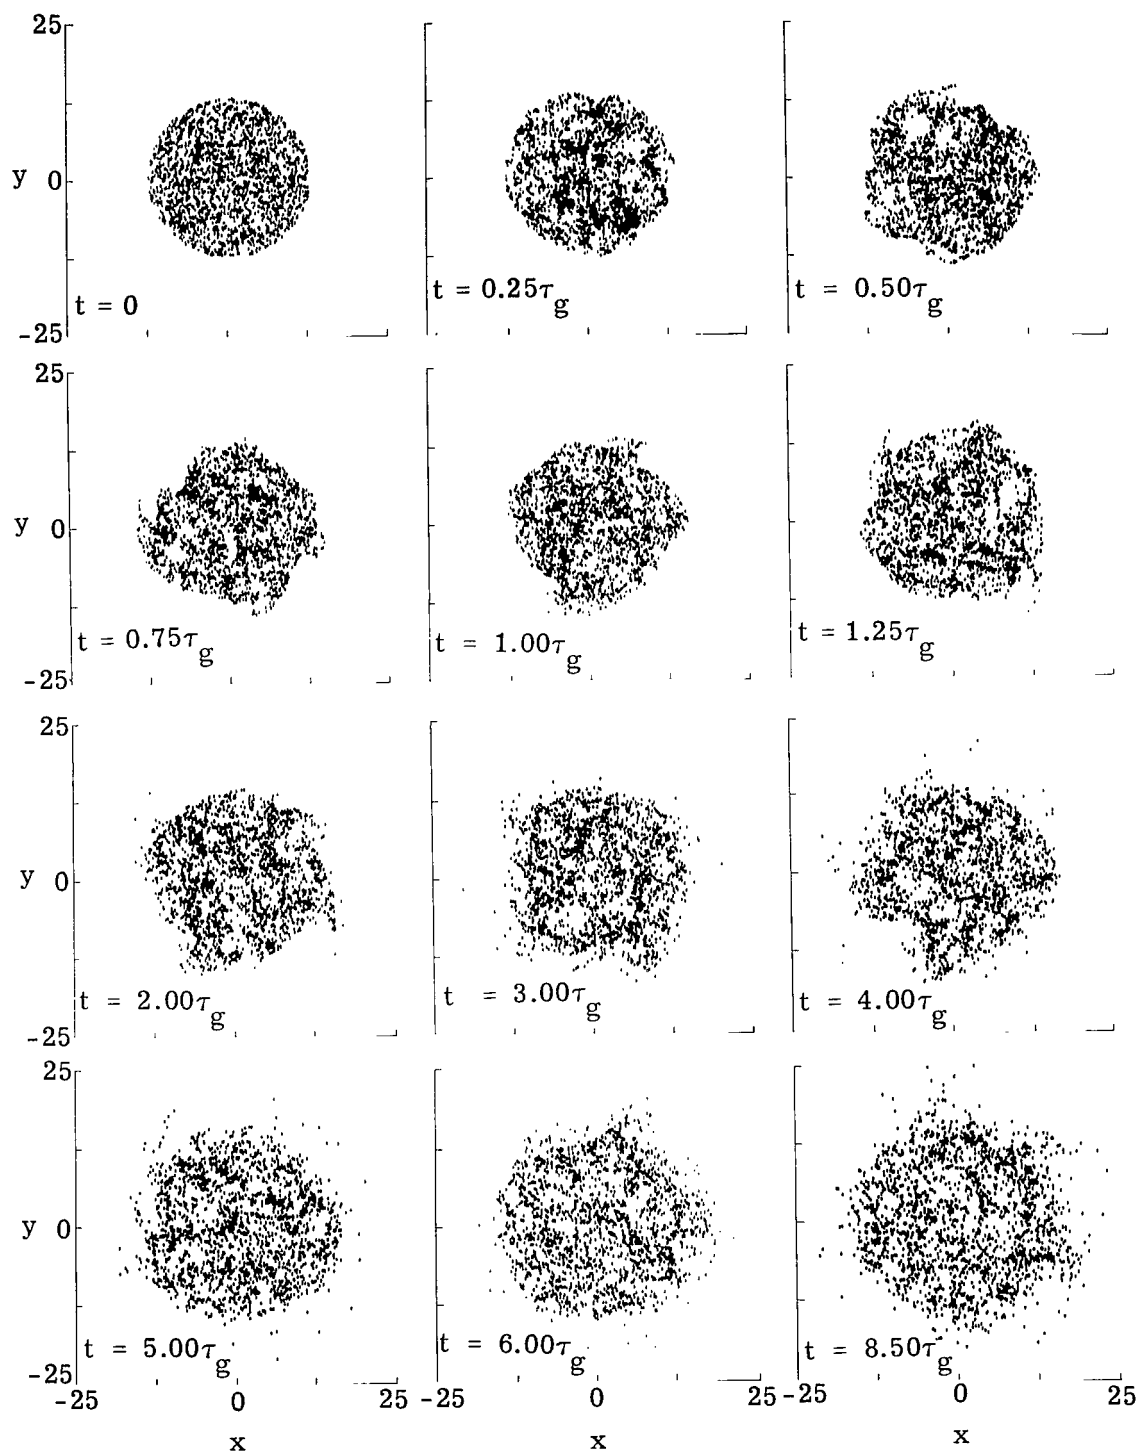 25
y 0
-25
t = 0
t = 0.25τg
t = 0.50τg
25
y 0
-25
t = 0.75τg
t = 1.00τg
t = 1.25τg
25
y 0
-25
t = 2.00τg
t = 3.00τg
t = 4.00τg
25
y 0
-25
t = 5.00τg
t = 6.00τg
t = 8.50τg
-25 0 25 -25 0 25 -25 0 25
x x x